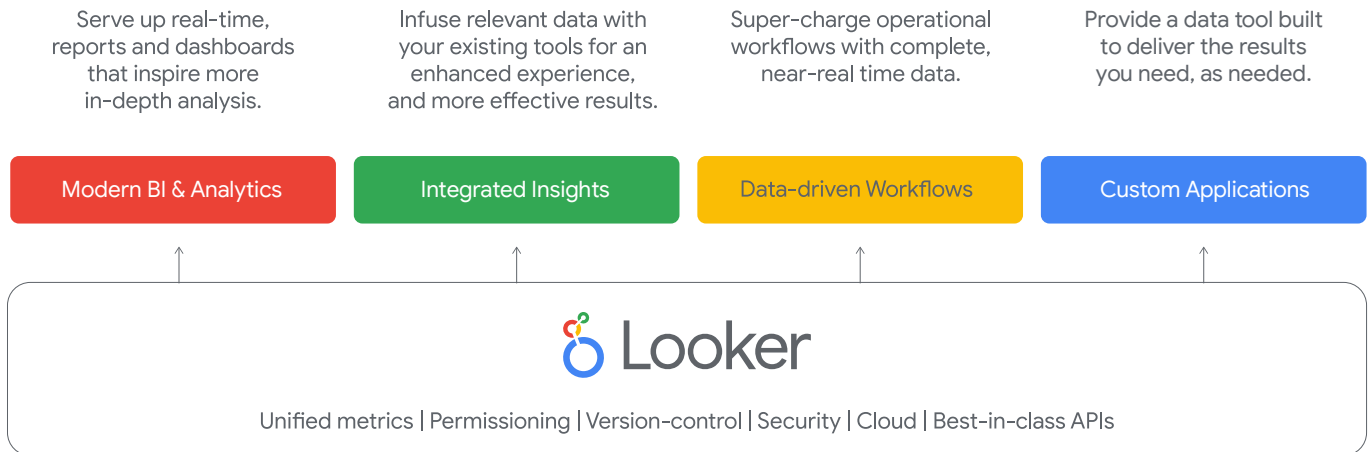 Serve up real-time,
reports and dashboards
that inspire more
in-depth analysis.
Infuse relevant data with
your existing tools for an
enhanced experience,
and more effective results.
Super-charge operational
workflows with complete,
near-real time data.
Provide a data tool built
to deliver the results
you need, as needed.
Modern BI & Analytics
Integrated Insights
Data-driven Workflows
Custom Applications
Looker
Unified metrics | Permissioning | Version-control | Security | Cloud | Best-in-class APIs